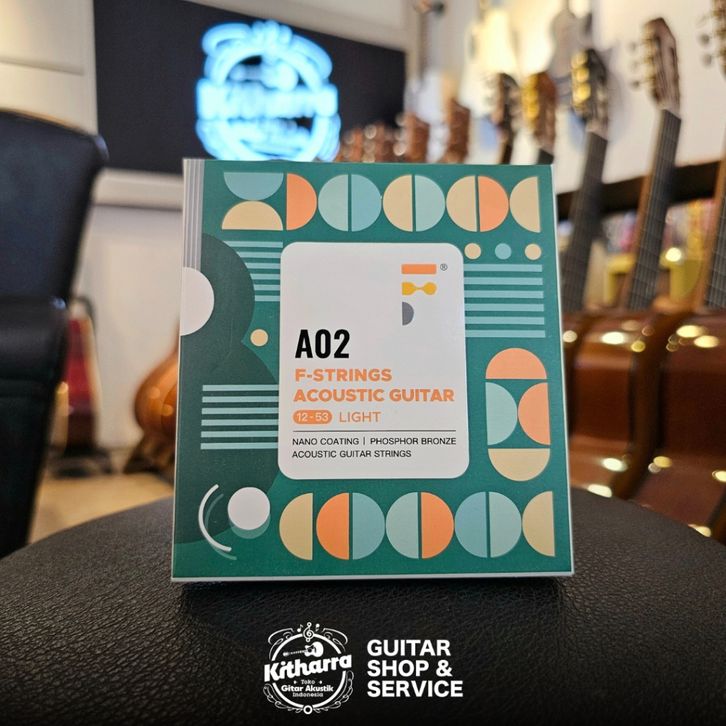 Kitharra
®
A02
F-STRINGS
ACOUSTIC GUITAR
12-53 LIGHT
NANO COATING | PHOSPHOR BRONZE
ACOUSTIC GUITAR STRINGS
Kitharra
Toko
Gitar Akustik
Indonesia
GUITAR
SHOP &
SERVICE